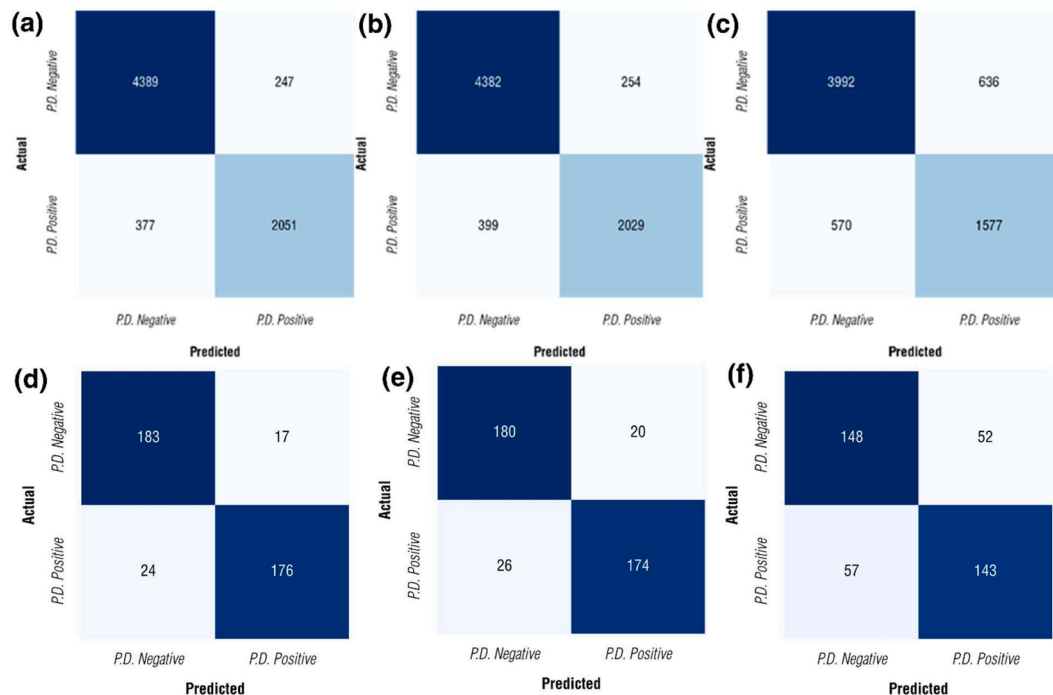 (a)
P.D. Negative
4389
247
Actual
P.D. Positive
377
2051
P.D. Negative
P.D. Positive
Predicted
(b)
P.D. Negative
4382
254
Actual
P.D. Positive
399
2029
P.D. Negative
P.D. Positive
Predicted
(c)
P.D. Negative
3992
636
Actual
P.D. Positive
570
1577
P.D. Negative
P.D. Positive
Predicted
(d)
P.D. Negative
183
17
Actual
P.D. Positive
24
176
P.D. Negative
P.D. Positive
Predicted
(e)
P.D. Negative
180
20
Actual
P.D. Positive
26
174
P.D. Negative
P.D. Positive
Predicted
(f)
P.D. Negative
148
52
Actual
P.D. Positive
57
143
P.D. Negative
P.D. Positive
Predicted